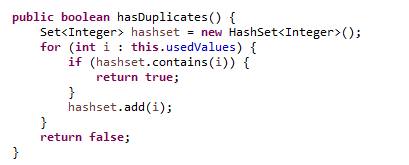 public boolean hasDuplicates() {
    Set<Integer> hashset = new HashSet<Integer>();
    for (int i : this.usedValues) {
        if (hashset.contains(i)) {
            return true;
        }
        hashset.add(i);
    }
    return false;
}